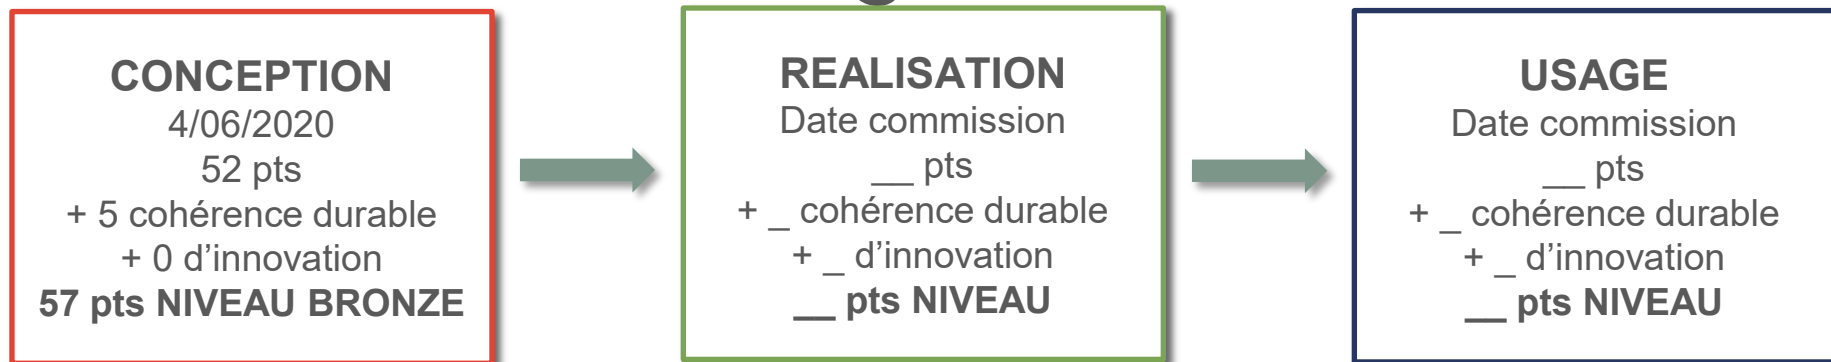 CONCEPTION
4/06/2020
52 pts
+ 5 cohérence durable
+ 0 d’innovation
57 pts NIVEAU BRONZE
REALISATION
Date commission
__ pts
+ _ cohérence durable
+ _ d’innovation
__ pts NIVEAU
USAGE
Date commission
__ pts
+ _ cohérence durable
+ _ d’innovation
__ pts NIVEAU